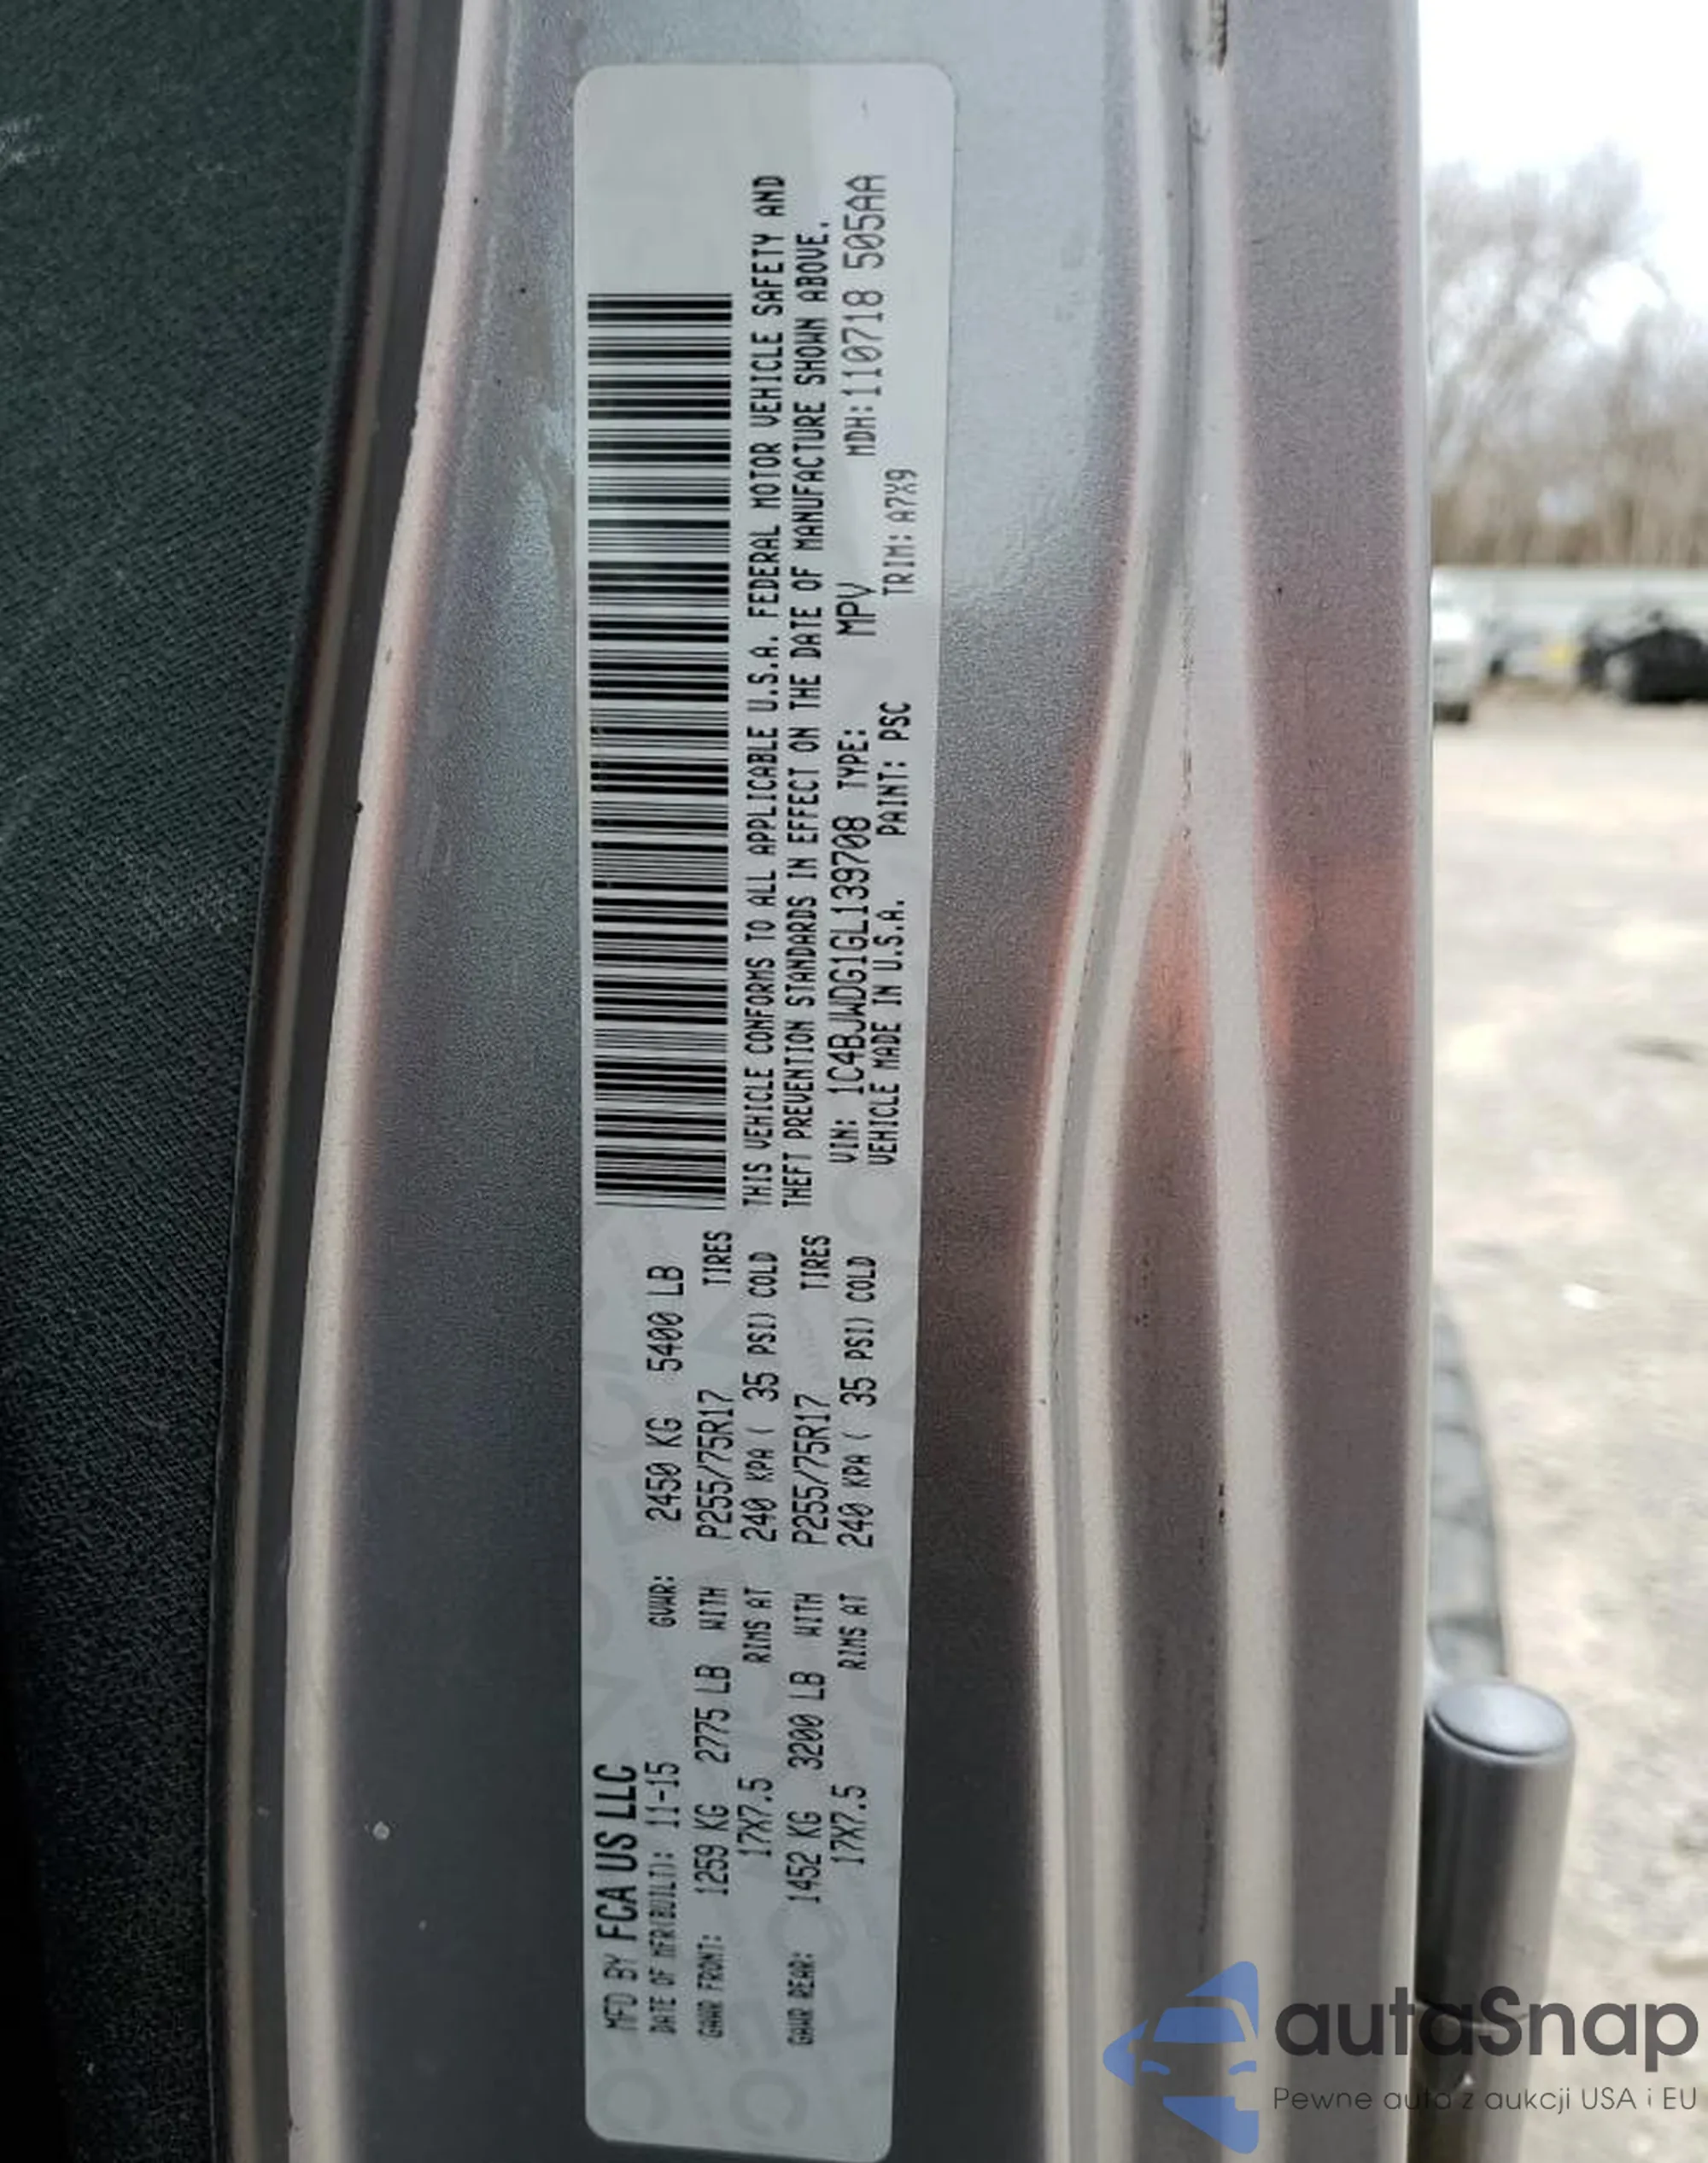 MFD BY FCA US LLC
DATE OF MFR(BUILT): 11-15 GVWR: 2450 KG 5400 LB
GAWR FRONT: 1259 KG 2775 LB WITH P255/75R17 TIRES
17X7.5 RIMS AT 240 KPA ( 35 PSI) COLD
GAWR REAR: 1452 KG 3200 LB WITH P255/75R17 TIRES
17X7.5 RIMS AT 240 KPA ( 35 PSI) COLD
THIS VEHICLE CONFORMS TO ALL APPLICABLE U.S.A. FEDERAL MOTOR VEHICLE SAFETY AND
THEFT PREVENTION STANDARDS IN EFFECT ON THE DATE OF MANUFACTURE SHOWN ABOVE.
VIN: 1C4BJWDG1GL139708 TYPE: MPV MDH:110718 505AA
VEHICLE MADE IN U.S.A. PAINT: PSC TRIM: A7X9
autaSnap
Pewne auto z aukcji USA i EU